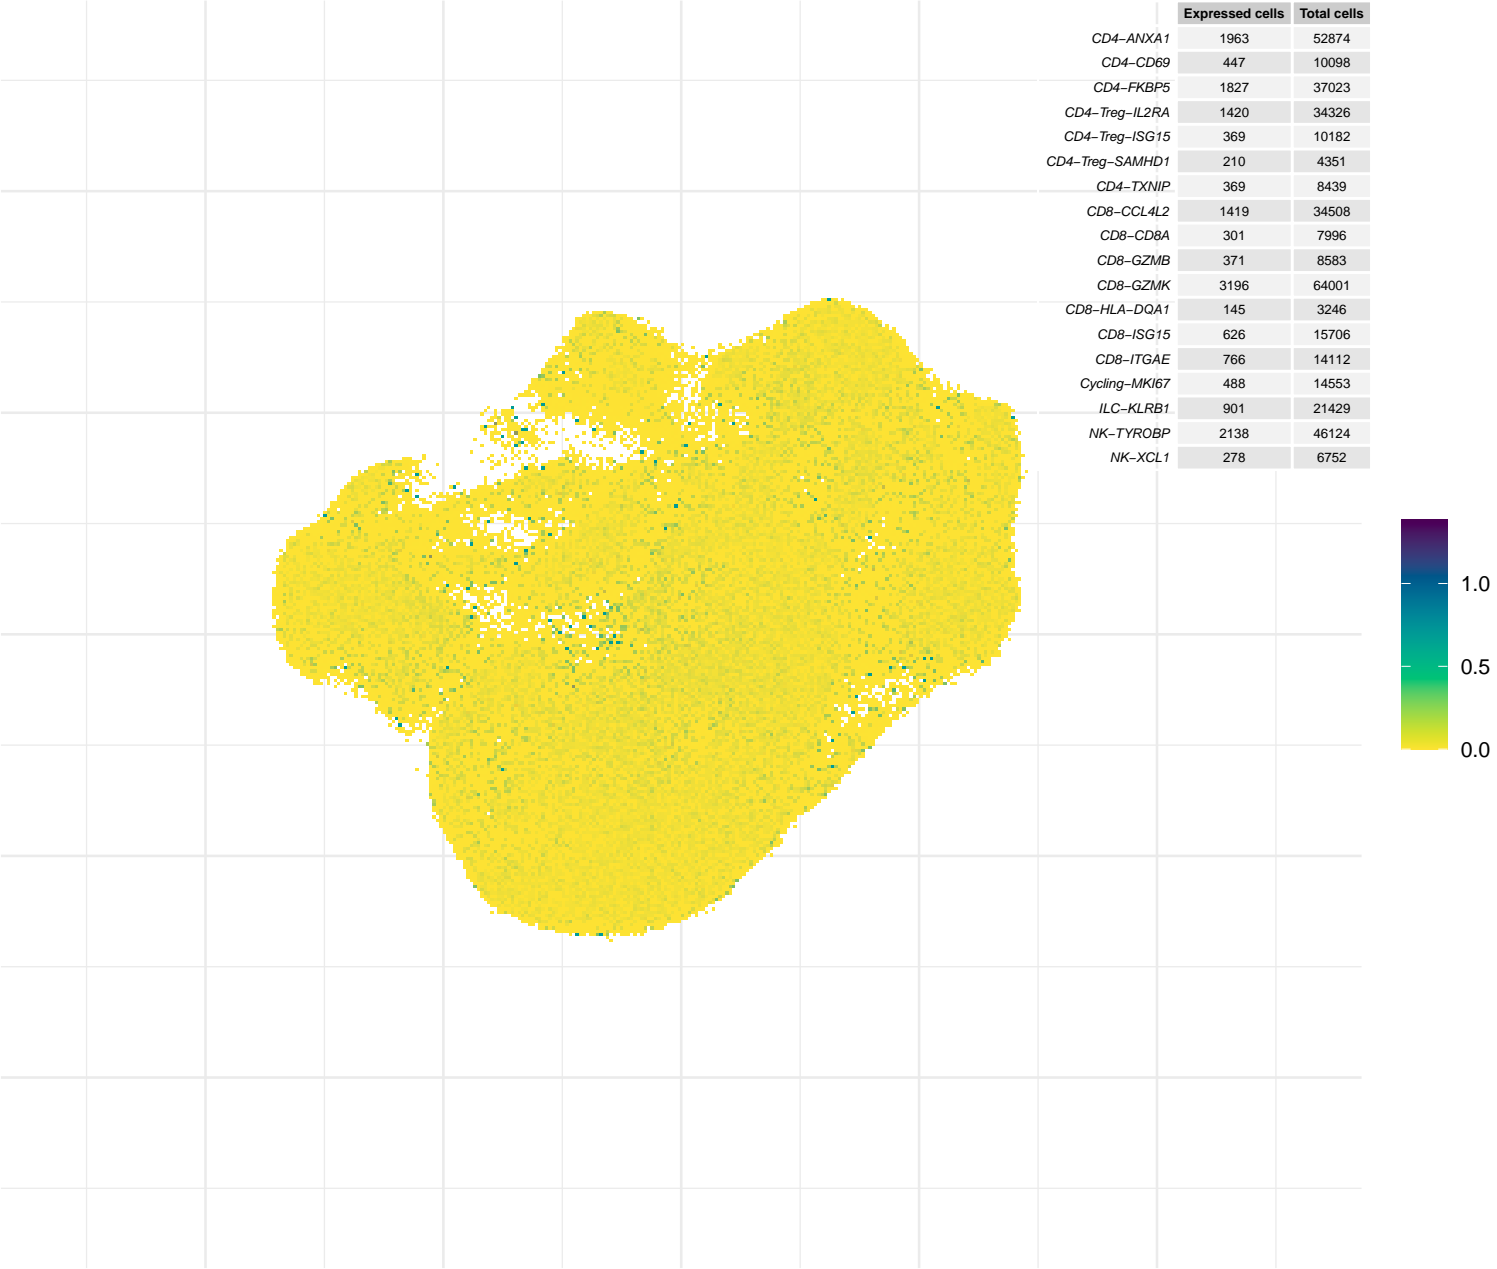 Expressed cells Total cells
CD4−ANXA1 1963 52874
CD4−CD69 447 10098
CD4−FKBP5 1827 37023
CD4−Treg−IL2RA 1420 34326
CD4−Treg−ISG15 369 10182
CD4−Treg−SAMHD1 210 4351
CD4−TXNIP 369 8439
CD8−CCL4L2 1419 34508
CD8−CD8A 301 7996
CD8−GZMB 371 8583
CD8−GZMK 3196 64001
CD8−HLA−DQA1 145 3246
CD8−ISG15 626 15706
CD8−ITGAE 766 14112
Cycling−MKI67 488 14553
ILC−KLRB1 901 21429
NK−TYROBP 2138 46124
NK−XCL1 278 6752
1.0
0.5
0.0